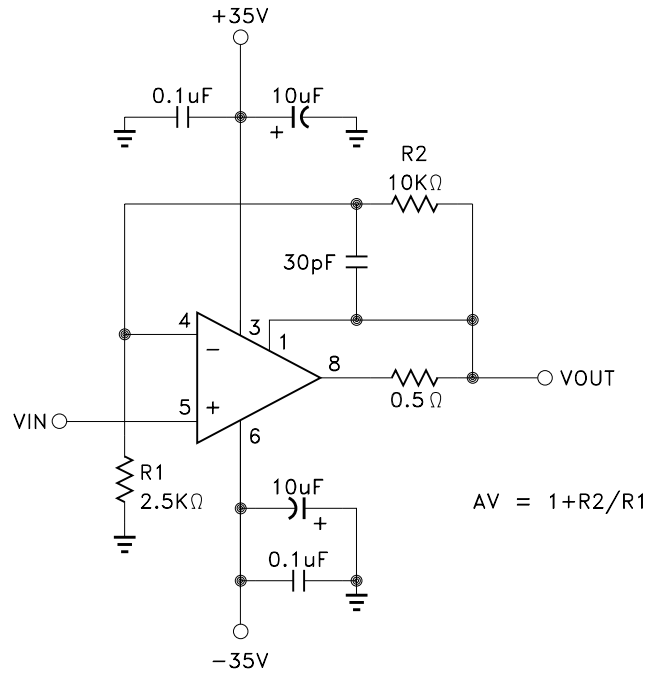 +35V
0.1uF
10uF
+
R2
10KΩ
30pF
4
3
1
−
8
VOUT
0.5Ω
5
+
VIN
6
R1
2.5KΩ
10uF
+
AV = 1+R2/R1
0.1uF
−35V